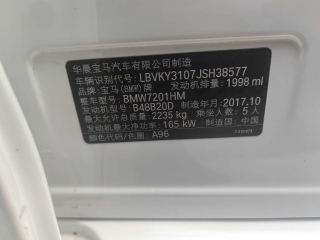 华晨宝马汽车有限公司制造
车辆识别代号: LBVKY3107JSH38577
品牌: 宝马(BMW)牌 发动机排量: 1998 ml
整车型号: BMW7201HM
发动机型号: B48B20D 制造年月: 2017.10
最大允许总质量: 2235 kg 乘坐人数: 5 人
发动机最大净功率: 165 kW 制造国: 中国
颜色代码/色饰: A96